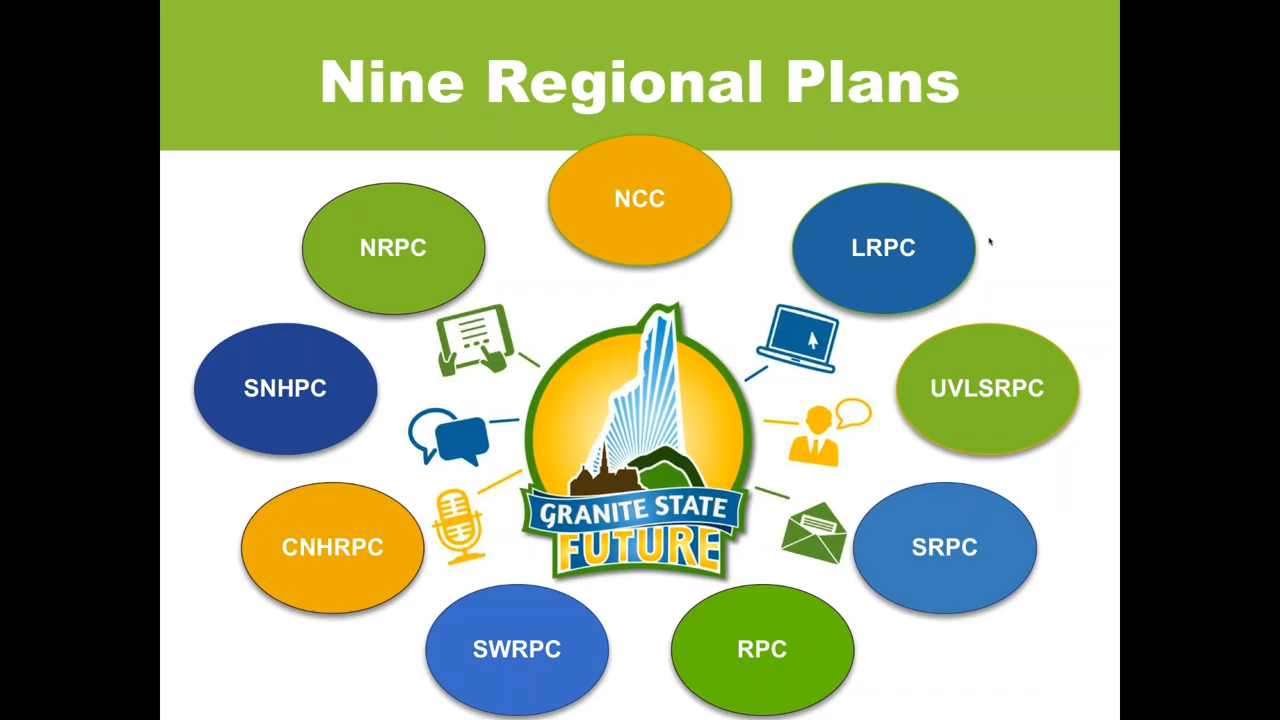 Nine Regional Plans
NCC
NRPC
LRPC
SNHPC
UVLSRPC
GRANITE STATE
FUTURE
CNHRPC
SRPC
SWRPC
RPC